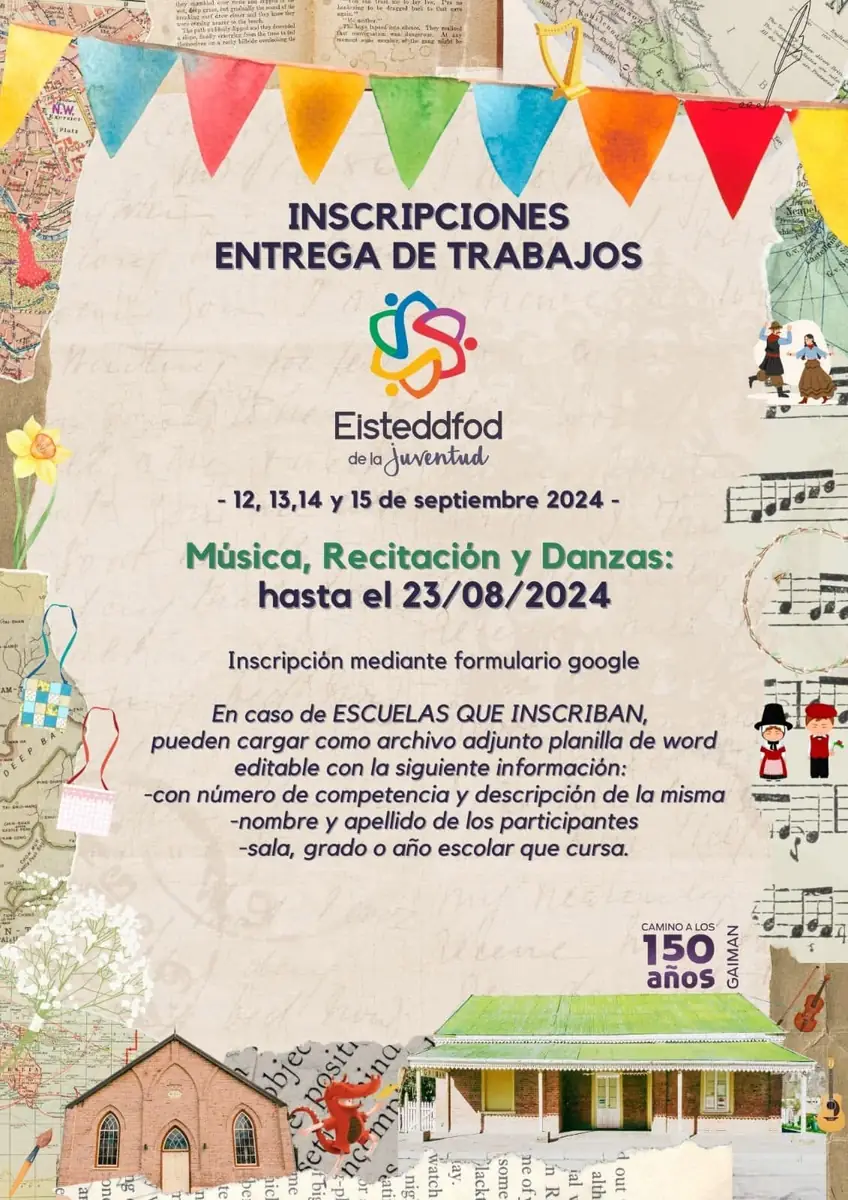 INSCRIPCIONES
ENTREGA DE TRABAJOS
Eisteddfod
de la juventud
- 12, 13,14 y 15 de septiembre 2024 -
Música, Recitación y Danzas:
hasta el 23/08/2024
Inscripción mediante formulario google
En caso de ESCUELAS QUE INSCRIBAN,
pueden cargar como archivo adjunto planilla de word
editable con la siguiente información:
-con número de competencia y descripción de la misma
-nombre y apellido de los participantes
-sala, grado o año escolar que cursa.
CAMINO A LOS
150
años
GAIMAN